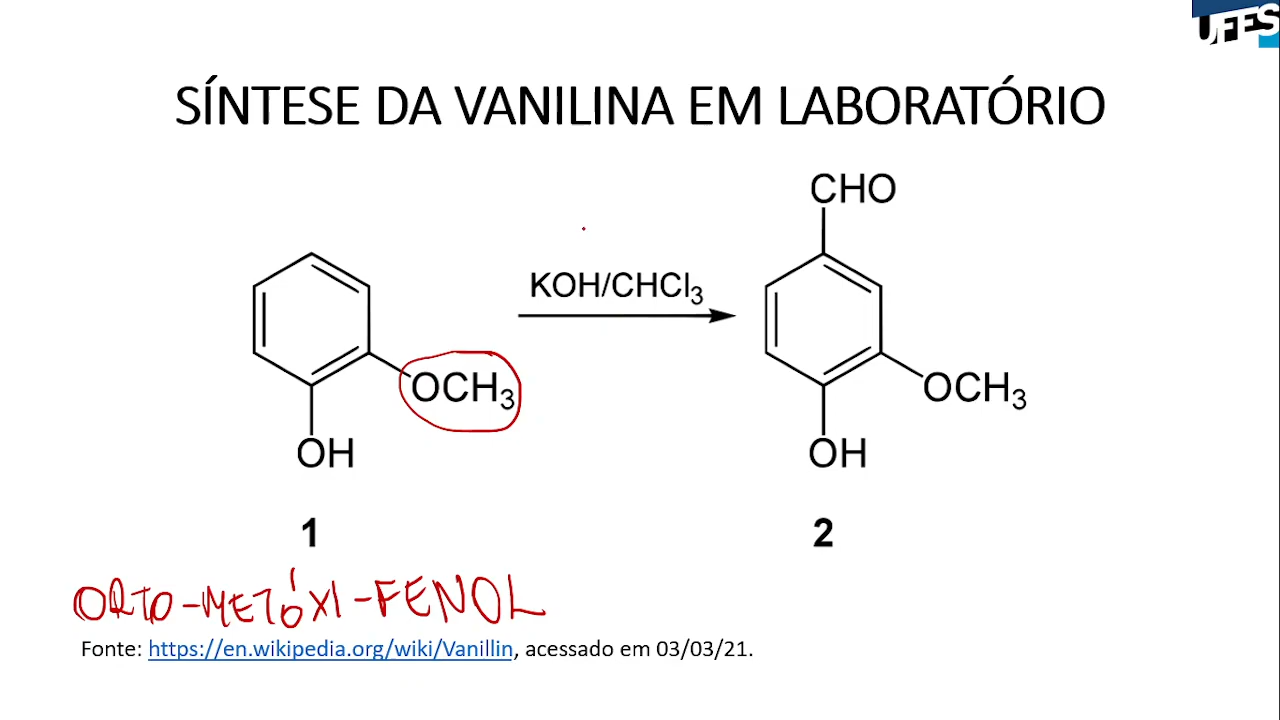 UFES
SÍNTESE DA VANILINA EM LABORATÓRIO
CHO
KOH/CHCl₃
OCH₃
OCH₃
OH
OH
1
2
ORTO-METÓXI-FENOL
Fonte: https://en.wikipedia.org/wiki/Vanillin, acessado em 03/03/21.